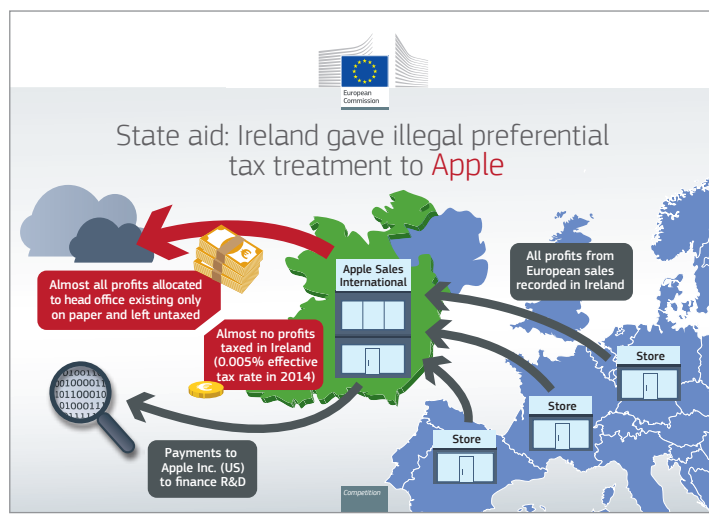 European
Commission
State aid: Ireland gave illegal preferential
tax treatment to Apple
Almost all profits allocated
to head office existing only
on paper and left untaxed
Apple Sales
International
All profits from
European sales
recorded in Ireland
Almost no profits
taxed in Ireland
(0.005% effective
tax rate in 2014)
Store
Store
Store
Payments to
Apple Inc. (US)
to finance R&D
Competition